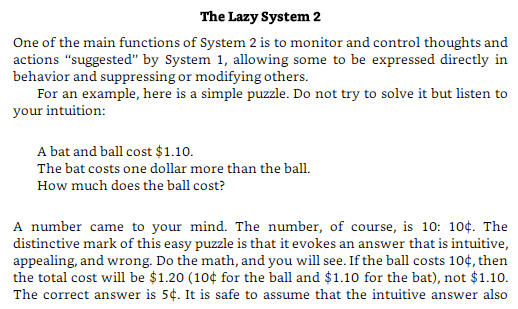 The Lazy System 2
One of the main functions of System 2 is to monitor and control thoughts and
actions “suggested” by System 1, allowing some to be expressed directly in
behavior and suppressing or modifying others.
For an example, here is a simple puzzle. Do not try to solve it but listen to
your intuition:
A bat and ball cost $1.10.
The bat costs one dollar more than the ball.
How much does the ball cost?
A number came to your mind. The number, of course, is 10: 10¢. The
distinctive mark of this easy puzzle is that it evokes an answer that is intuitive,
appealing, and wrong. Do the math, and you will see. If the ball costs 10¢, then
the total cost will be $1.20 (10¢ for the ball and $1.10 for the bat), not $1.10.
The correct answer is 5¢. It is safe to assume that the intuitive answer also